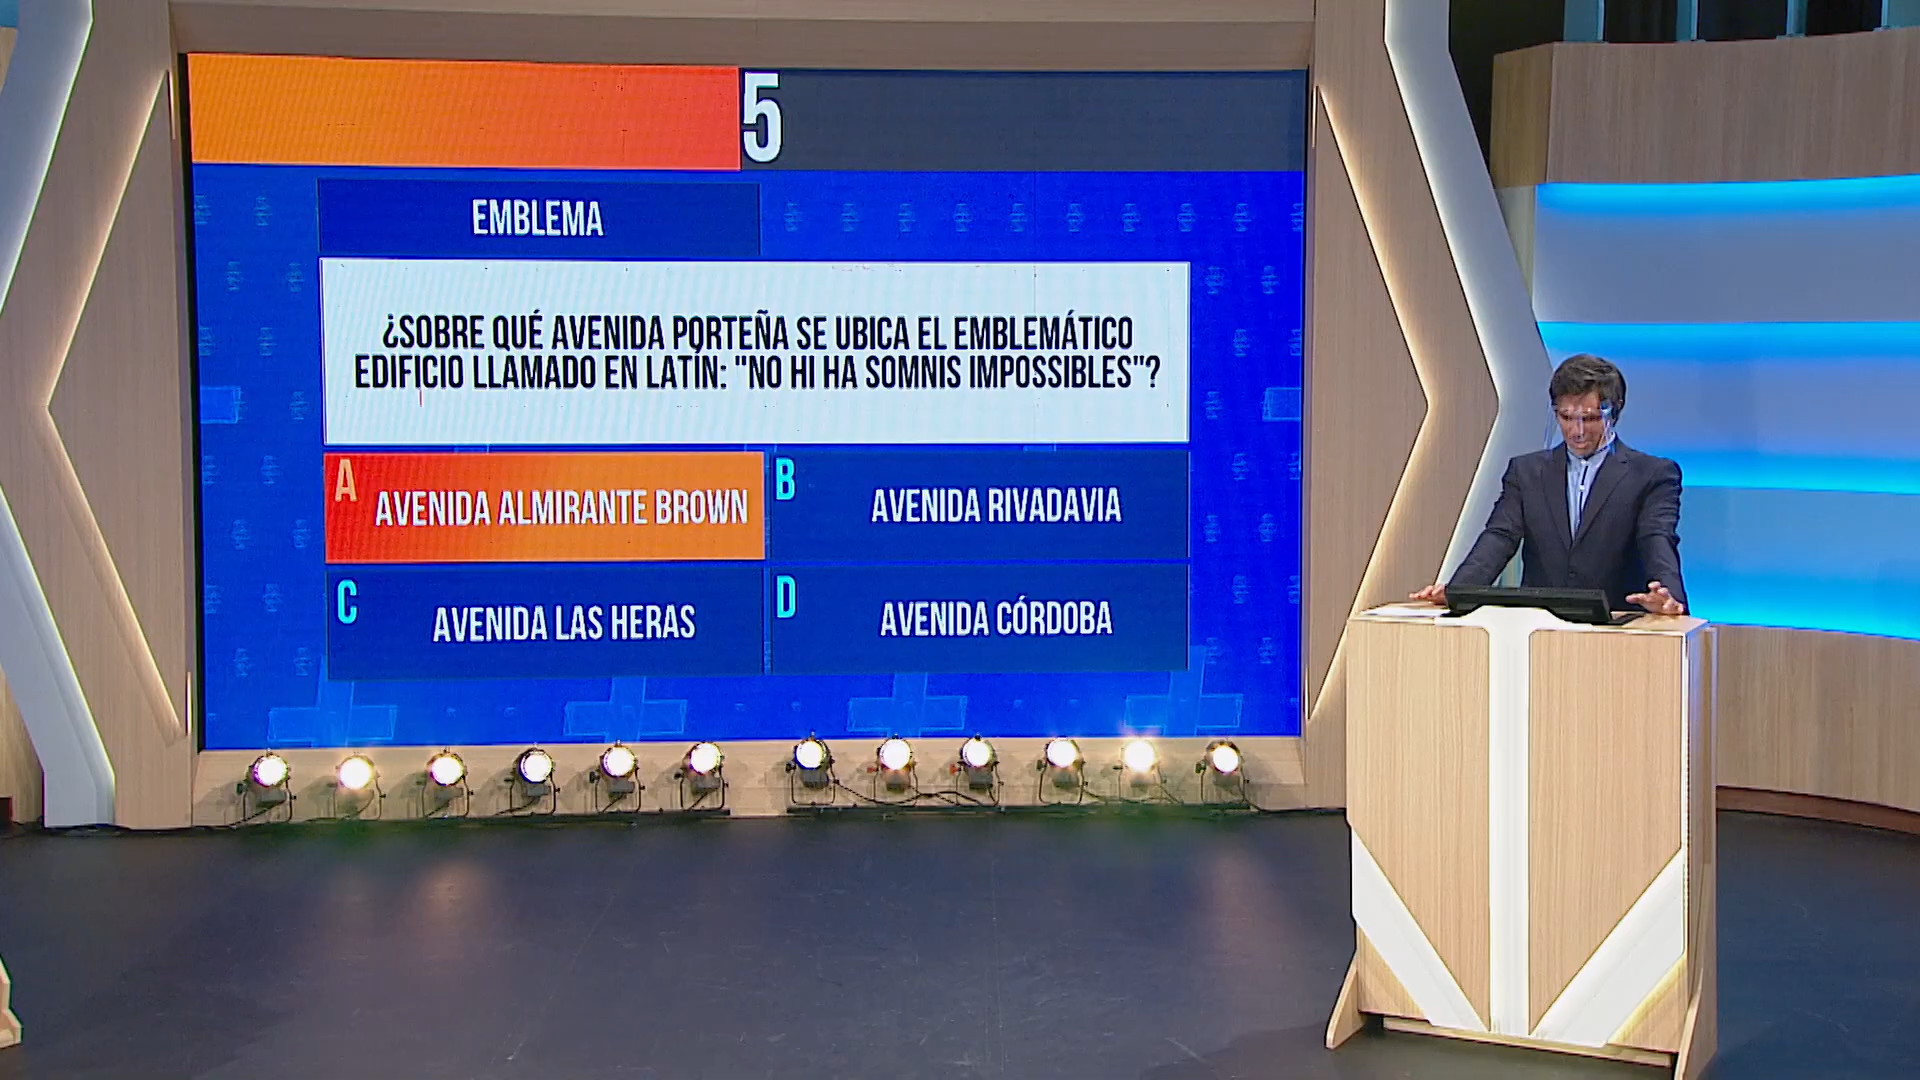 5
EMBLEMA
¿SOBRE QUÉ AVENIDA PORTEÑA SE UBICA EL EMBLEMÁTICO
EDIFICIO LLAMADO EN LATÍN: "NO HI HA SOMNIS IMPOSSIBLES"?
A
AVENIDA ALMIRANTE BROWN
B
AVENIDA RIVADAVIA
C
AVENIDA LAS HERAS
D
AVENIDA CÓRDOBA